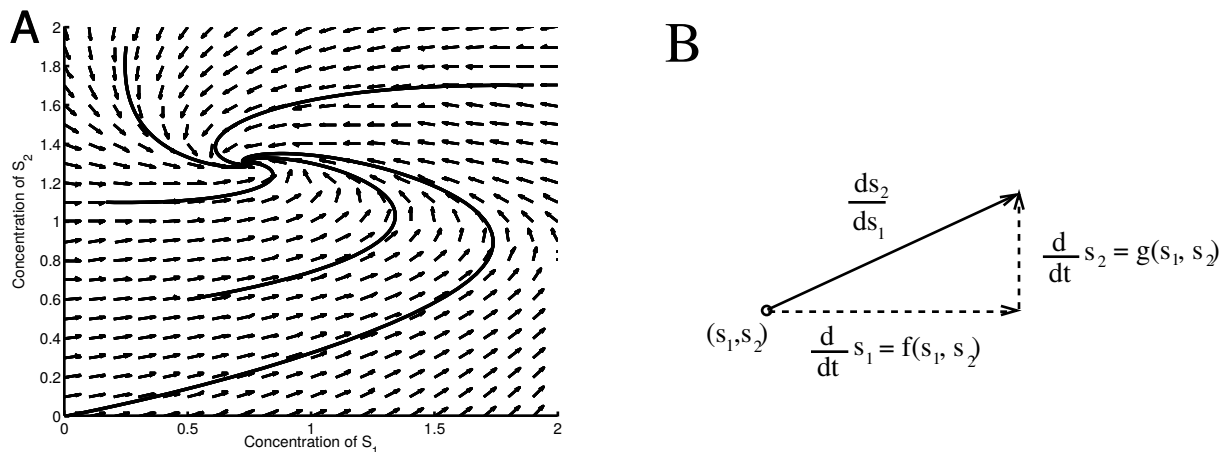 A
2
1.8
1.6
1.4
1.2
1
0.8
0.6
0.4
0.2
0
Concentration of S₂
0 0.5 1 1.5 2
Concentration of S₁
B
ds₂
ds₁
d
dt s₂ = g(s₁, s₂)
(s₁,s₂)
d
dt s₁ = f(s₁, s₂)